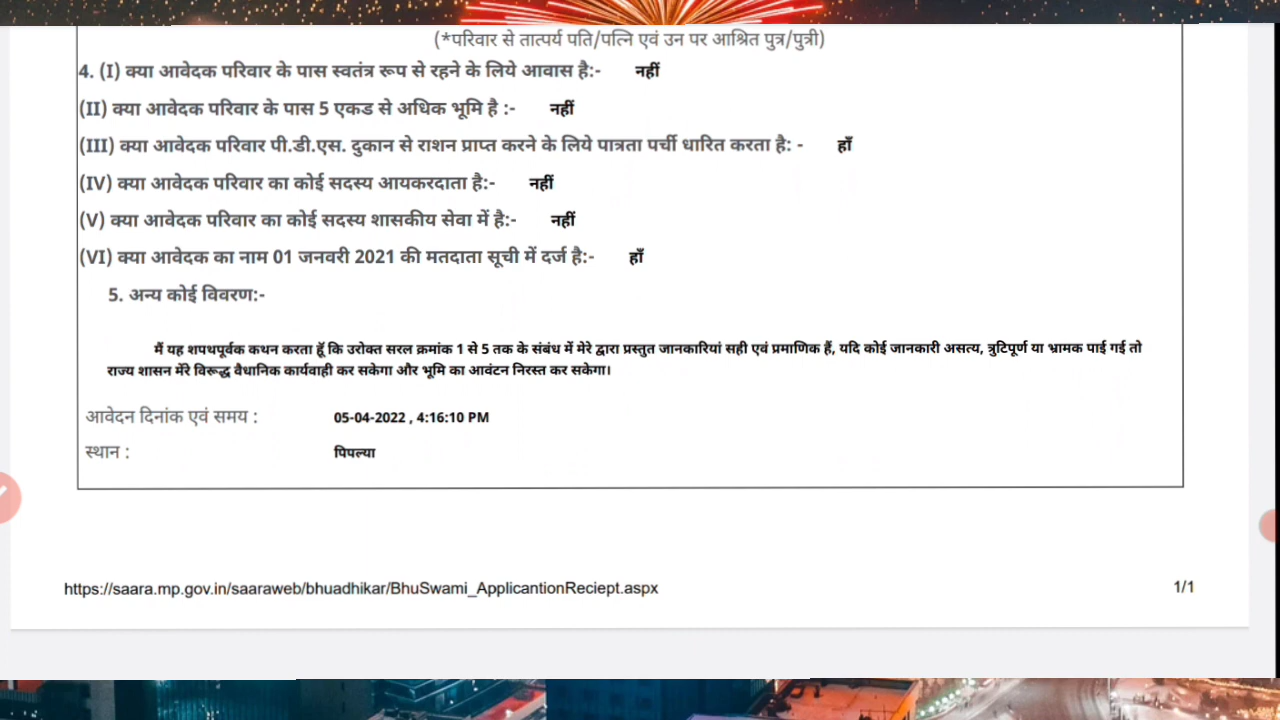 (*परिवार से तात्पर्य पति/पत्नि एवं उन पर आश्रित पुत्र/पुत्री)
4. (I) क्या आवेदक परिवार के पास स्वतंत्र रूप से रहने के लिये आवास है:- नहीं
(II) क्या आवेदक परिवार के पास 5 एकड से अधिक भूमि है :- नहीं
(III) क्या आवेदक परिवार पी.डी.एस. दुकान से राशन प्राप्त करने के लिये पात्रता पर्ची धारित करता है: - हाँ
(IV) क्या आवेदक परिवार का कोई सदस्य आयकरदाता है:- नहीं
(V) क्या आवेदक परिवार का कोई सदस्य शासकीय सेवा में है:- नहीं
(VI) क्या आवेदक का नाम 01 जनवरी 2021 की मतदाता सूची में दर्ज है:- हाँ
5. अन्य कोई विवरण:-
मैं यह शपथपूर्वक कथन करता हूँ कि उरोक्त सरल क्रमांक 1 से 5 तक के संबंध में मेरे द्वारा प्रस्तुत जानकारियां सही एवं प्रमाणिक हैं, यदि कोई जानकारी असत्य, त्रुटिपूर्ण या भ्रामक पाई गई तो
राज्य शासन मेरे विरूद्ध वैधानिक कार्यवाही कर सकेगा और भूमि का आवंटन निरस्त कर सकेगा।
आवेदन दिनांक एवं समय : 05-04-2022 , 4:16:10 PM
स्थान : पिपल्या
https://saara.mp.gov.in/saaraweb/bhuadhikar/BhuSwami_ApplicantionReciept.aspx 1/1